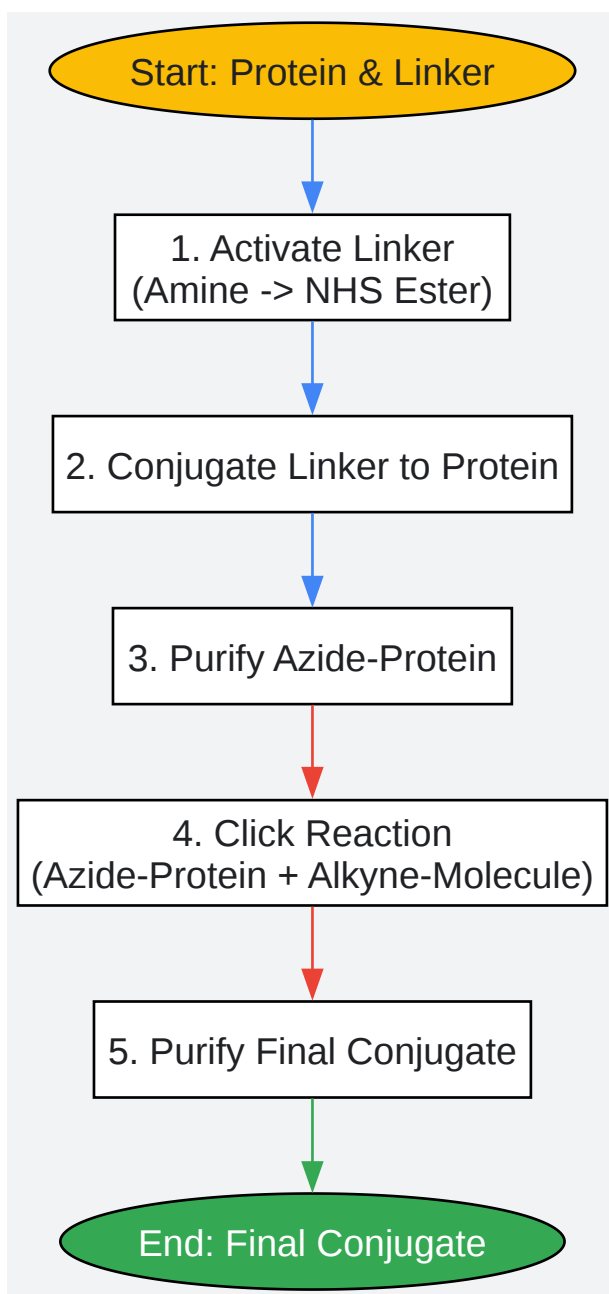 Start: Protein & Linker
1. Activate Linker
(Amine -> NHS Ester)
2. Conjugate Linker to Protein
3. Purify Azide-Protein
4. Click Reaction
(Azide-Protein + Alkyne-Molecule)
5. Purify Final Conjugate
End: Final Conjugate